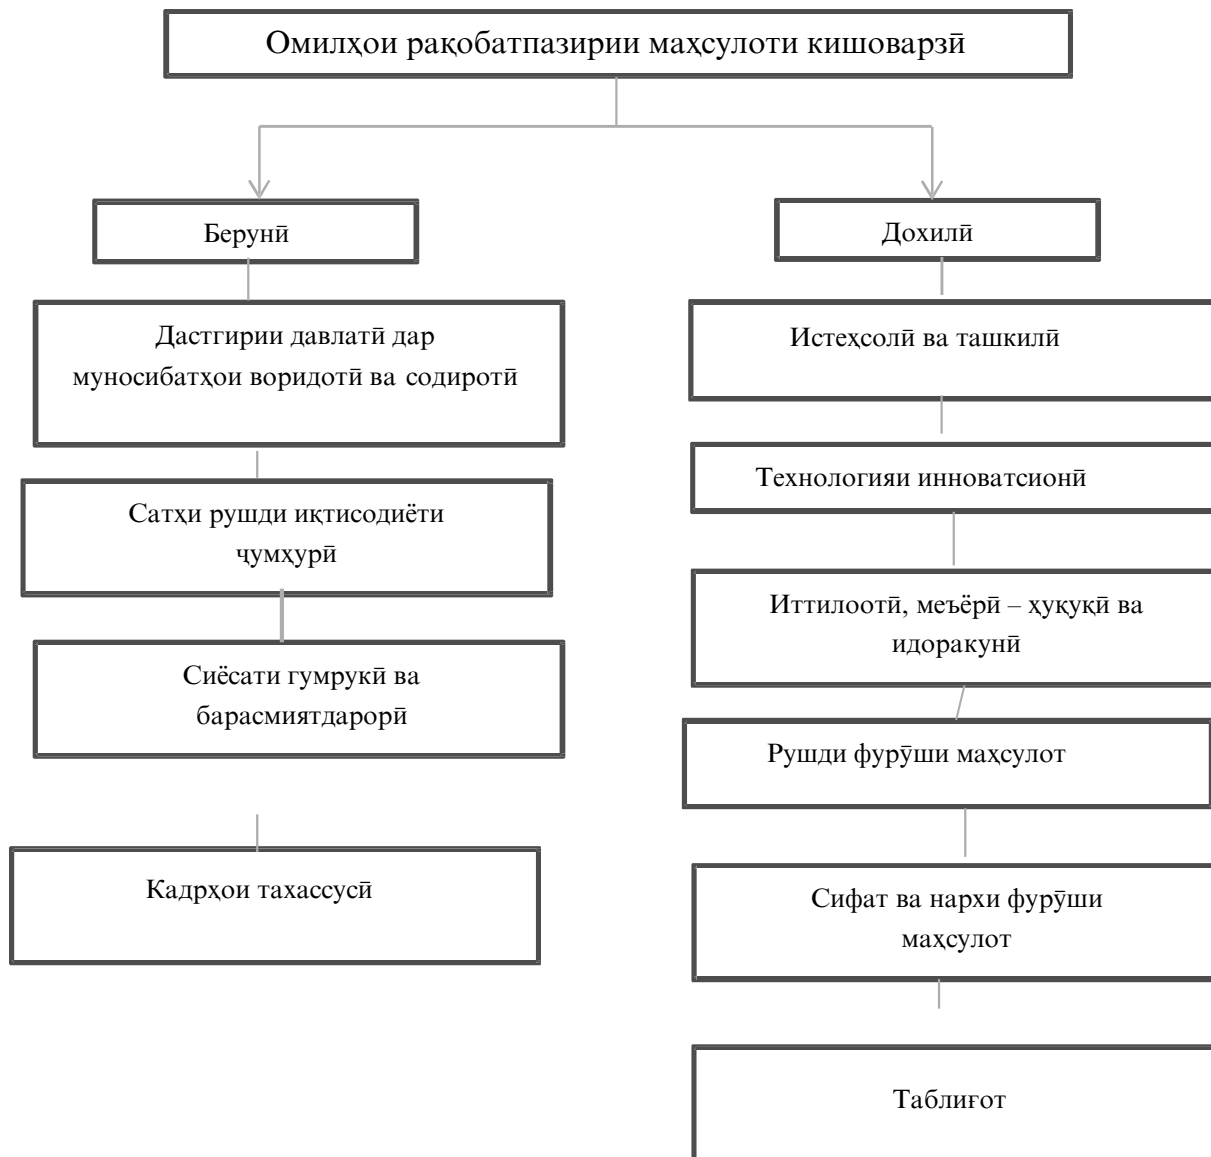 Омилҳои рақобатпазирии маҳсулоти кишоварзӣ
Берунӣ
Дастгирии давлатӣ дар
муносибатҳои воридотӣ ва содиротӣ
Сатҳи рушди иқтисодиёти
ҷумҳурӣ
Сиёсати гумрукӣ ва
барасмиятдарорӣ
Кадрҳои тахассусӣ
Дохилӣ
Истеҳсолӣ ва ташкилӣ
Технологияи инноватсионӣ
Иттилоотӣ, меъёрӣ – ҳуқуқӣ ва
идоракунӣ
Рушди фурӯши маҳсулот
Сифат ва нархи фурӯши
маҳсулот
Таблиғот